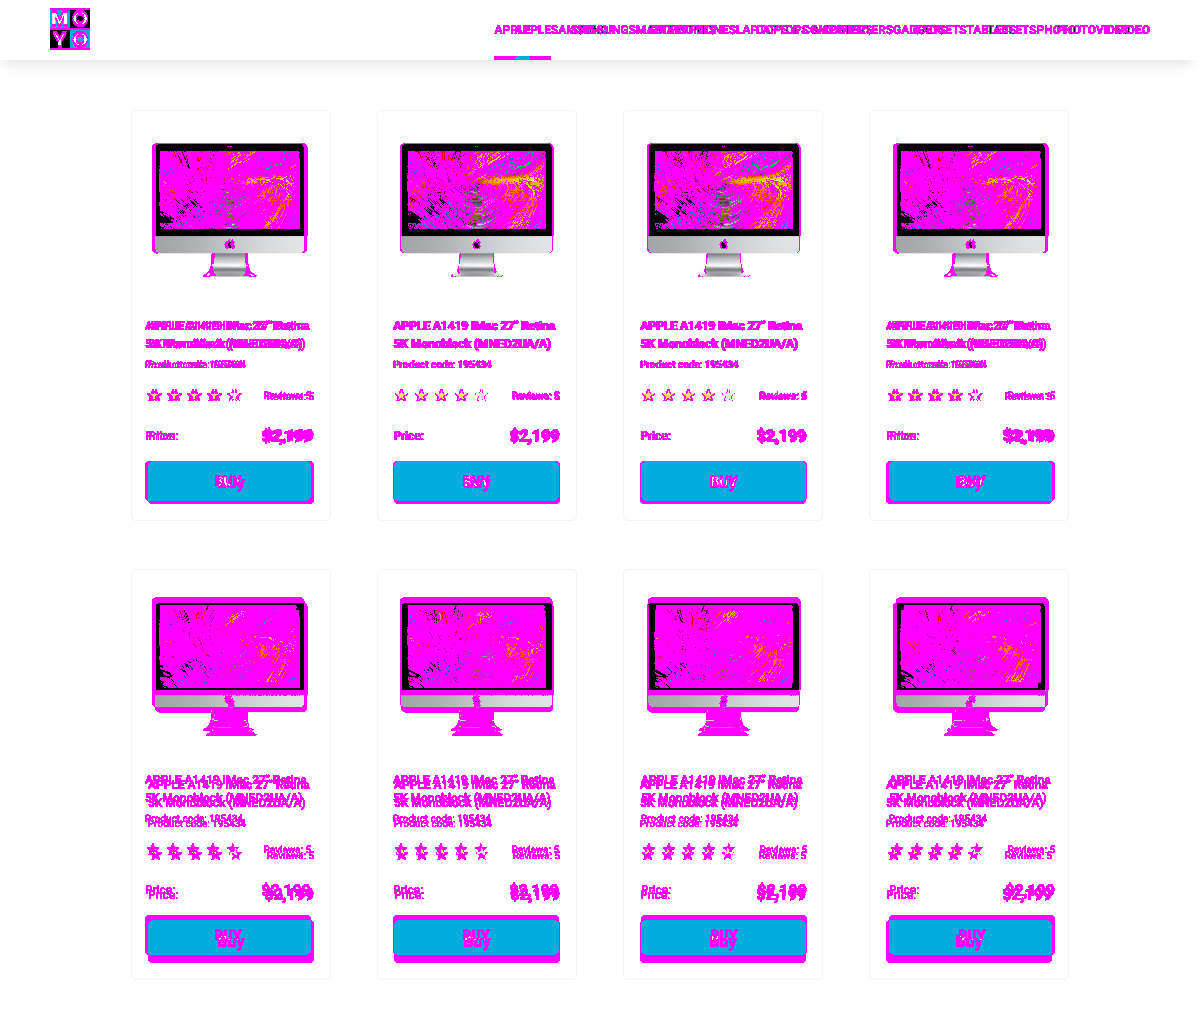 MO
YO
APPLE SAMSUNG SMARTPHONES LAPTOPS & COMPUTERS GADGETS TABLETS PHOTO VIDEO
APPLE A1419 iMac 27" Retina
5K Monoblock (MNED2UA/A)
Product code: 195434
Reviews: 5
Price: $2,199
BUY
APPLE A1419 iMac 27" Retina
5K Monoblock (MNED2UA/A)
Product code: 195434
Reviews: 5
Price: $2,199
BUY
APPLE A1419 iMac 27" Retina
5K Monoblock (MNED2UA/A)
Product code: 195434
Reviews: 5
Price: $2,199
BUY
APPLE A1419 iMac 27" Retina
5K Monoblock (MNED2UA/A)
Product code: 195434
Reviews: 5
Price: $2,199
BUY
APPLE A1419 iMac 27" Retina
5K Monoblock (MNED2UA/A)
Product code: 195434
Reviews: 5
Price: $2,199
BUY
APPLE A1419 iMac 27" Retina
5K Monoblock (MNED2UA/A)
Product code: 195434
Reviews: 5
Price: $2,199
BUY
APPLE A1419 iMac 27" Retina
5K Monoblock (MNED2UA/A)
Product code: 195434
Reviews: 5
Price: $2,199
BUY
APPLE A1419 iMac 27" Retina
5K Monoblock (MNED2UA/A)
Product code: 195434
Reviews: 5
Price: $2,199
BUY